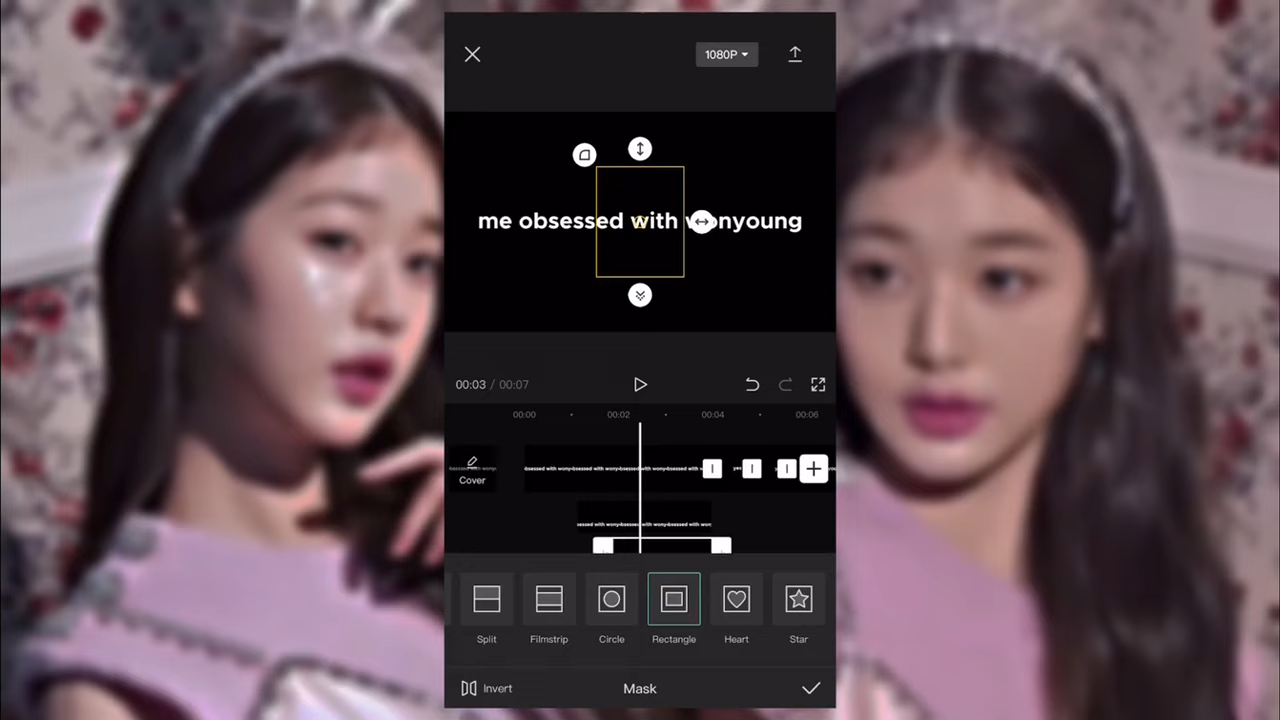 1080P
me obsessed with wonyoung
00:03 / 00:07
00:00 00:02 00:04 00:06
Cover
Split Filmstrip Circle Rectangle Heart Star
Invert Mask